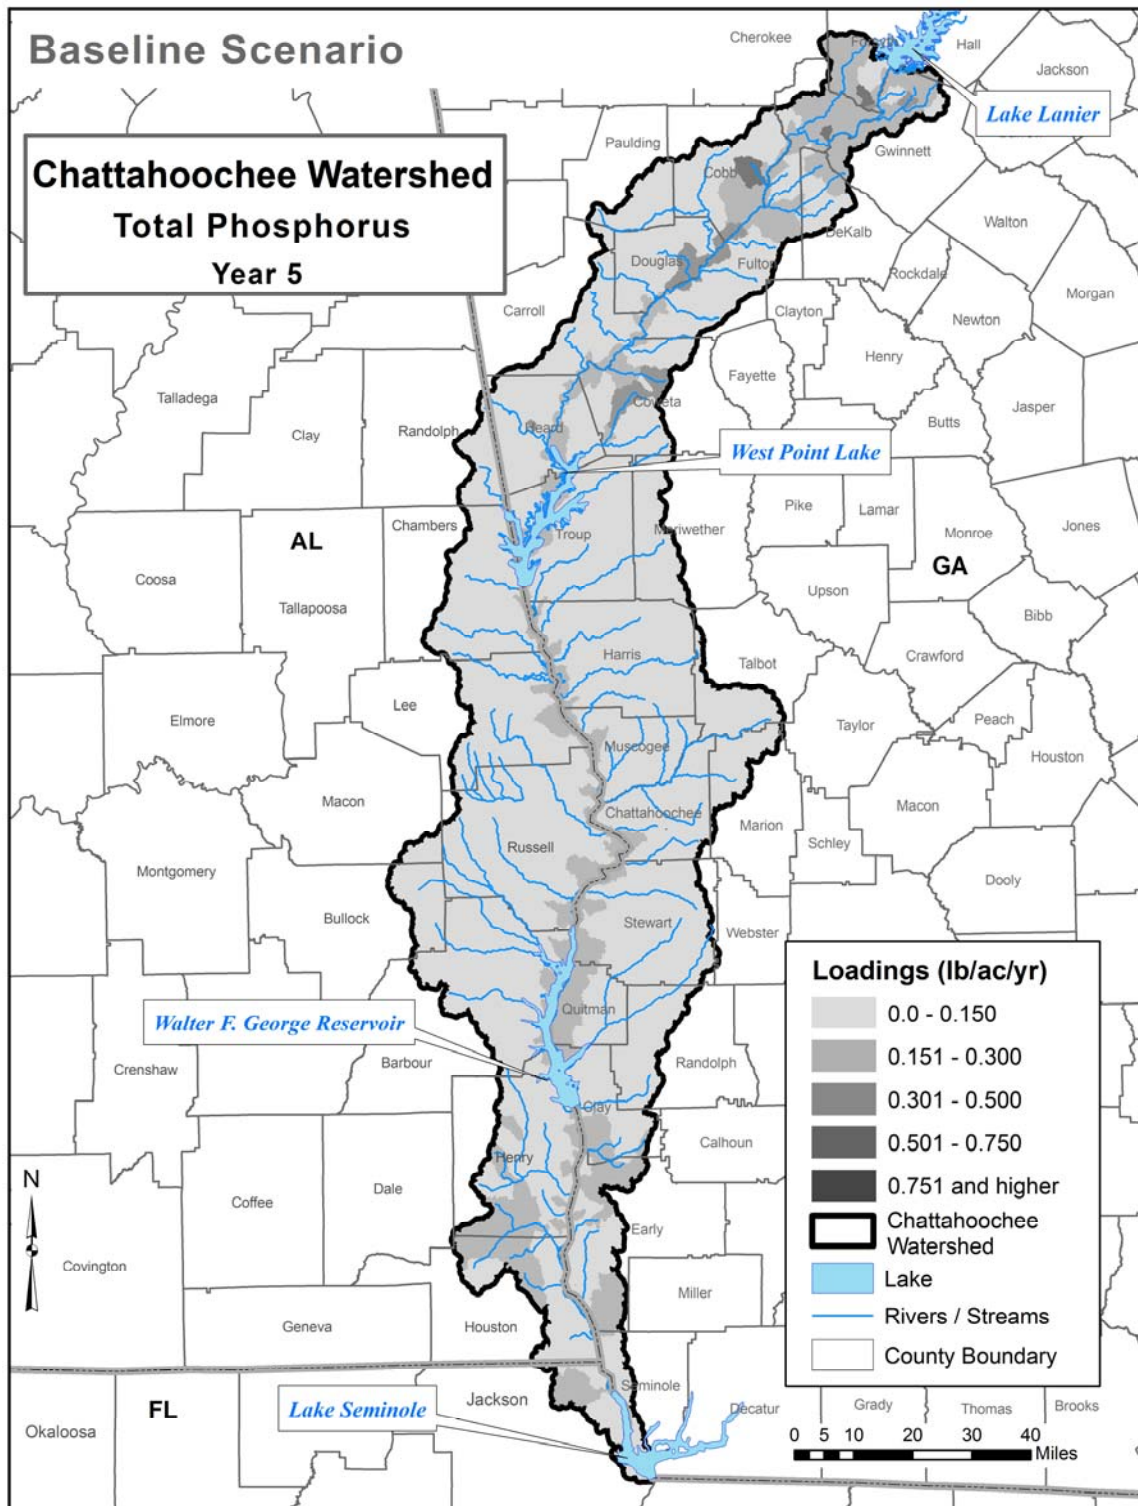 Baseline Scenario
Chattahoochee Watershed
Total Phosphorus
Year 5
Cherokee
Forsyth
Hall
Jackson
Lake Lanier
Paulding
Gwinnett
Cobb
Walton
DeKalb
Douglas
Fulton
Rockdale
Morgan
Carroll
Clayton
Newton
Henry
Fayette
Talladega
Coweta
Jasper
Butts
Clay
Randolph
Heard
West Point Lake
Pike
Lamar
Chambers
Troup
Meriwether
Monroe
Jones
AL
GA
Coosa
Tallapoosa
Upson
Bibb
Harris
Talbot
Crawford
Lee
Elmore
Taylor
Peach
Muscogee
Houston
Macon
Chattahoochee
Macon
Marion
Russell
Schley
Montgomery
Dooly
Bullock
Stewart
Webster
Quitman
Walter F. George Reservoir
Barbour
Randolph
Crenshaw
Clay
Calhoun
Henry
N
Coffee
Dale
Early
Covington
Miller
Geneva
Houston
Seminole
Jackson
Decatur
Lake Seminole
FL
Okaloosa
Grady
Thomas
Brooks
Loadings (lb/ac/yr)
0.0 - 0.150
0.151 - 0.300
0.301 - 0.500
0.501 - 0.750
0.751 and higher
Chattahoochee
Watershed
Lake
Rivers / Streams
County Boundary
0 5 10 20 30 40
Miles